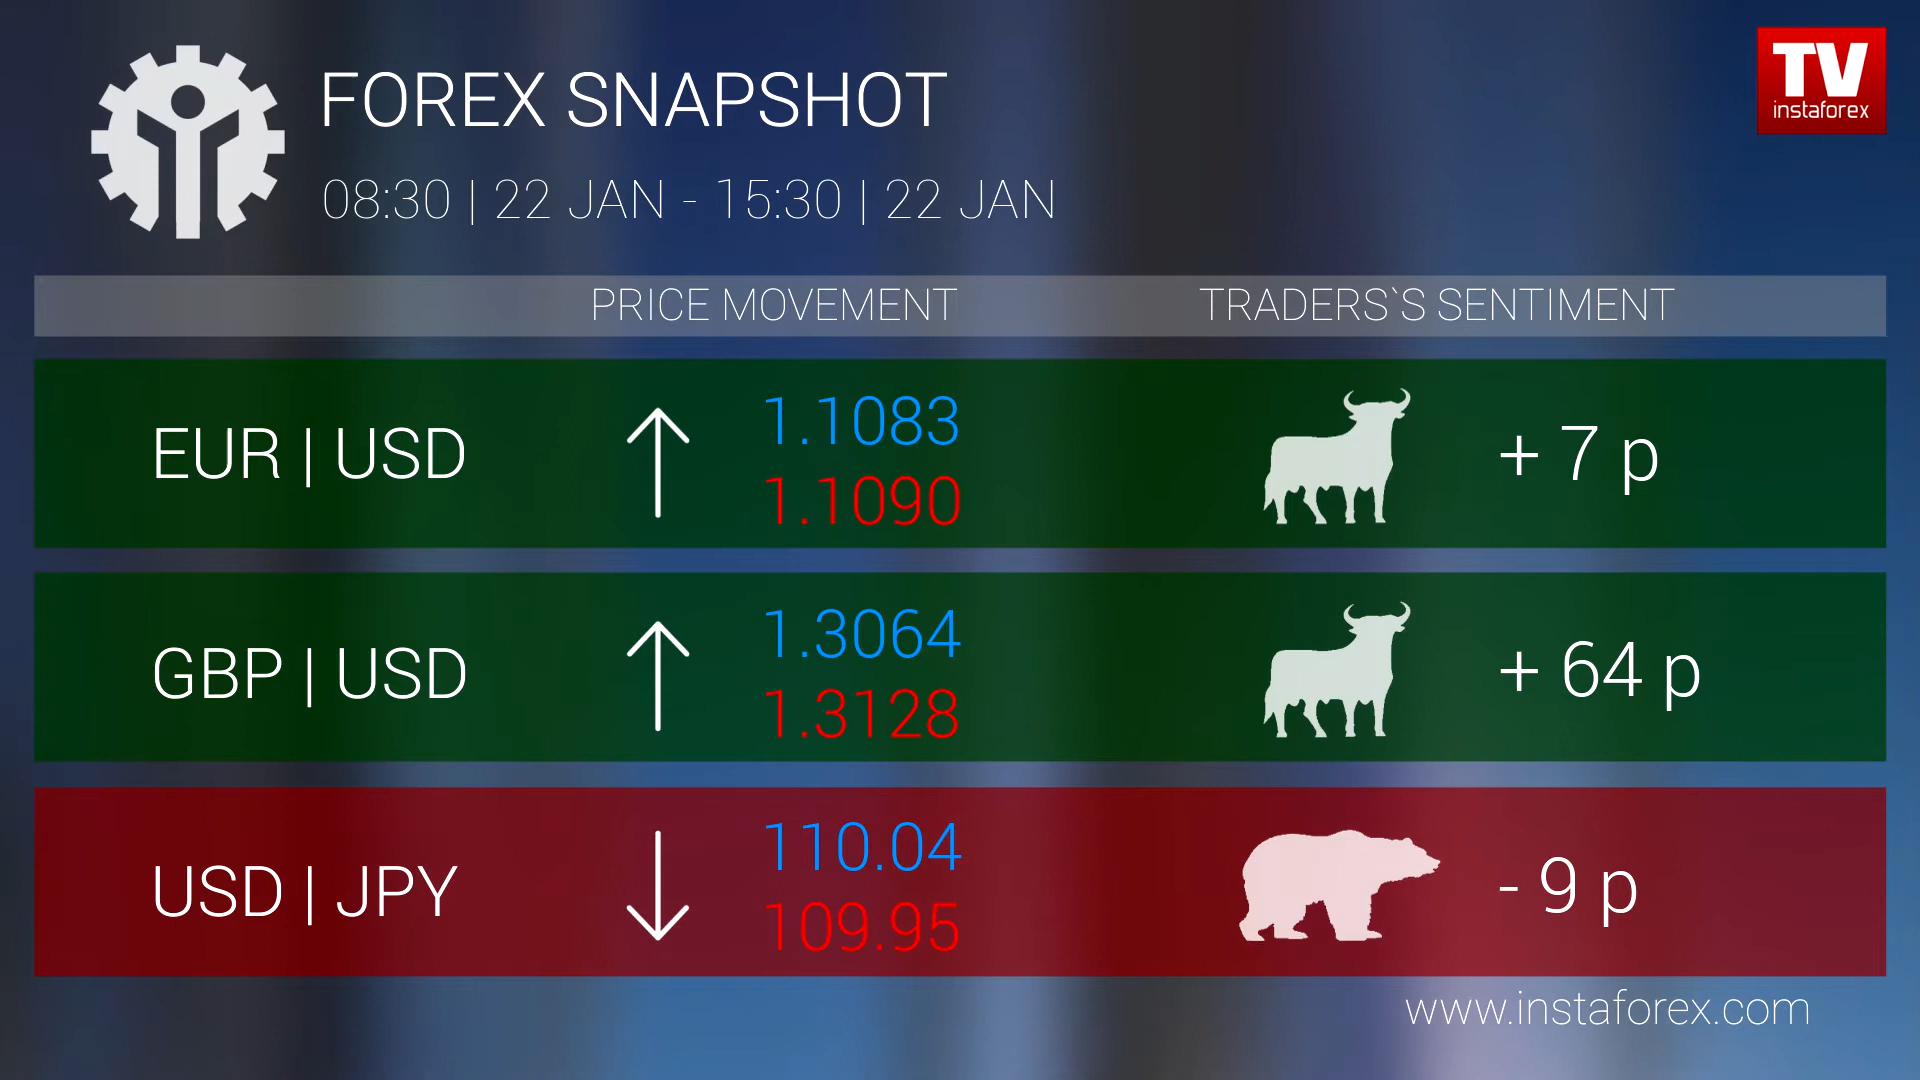 FOREX SNAPSHOT
TV
instaforex
08:30 | 22 JAN - 15:30 | 22 JAN
PRICE MOVEMENT TRADERS`S SENTIMENT
EUR | USD 1.1083 + 7 p
1.1090
GBP | USD 1.3064 + 64 p
1.3128
USD | JPY 110.04 - 9 p
109.95
www.instaforex.com